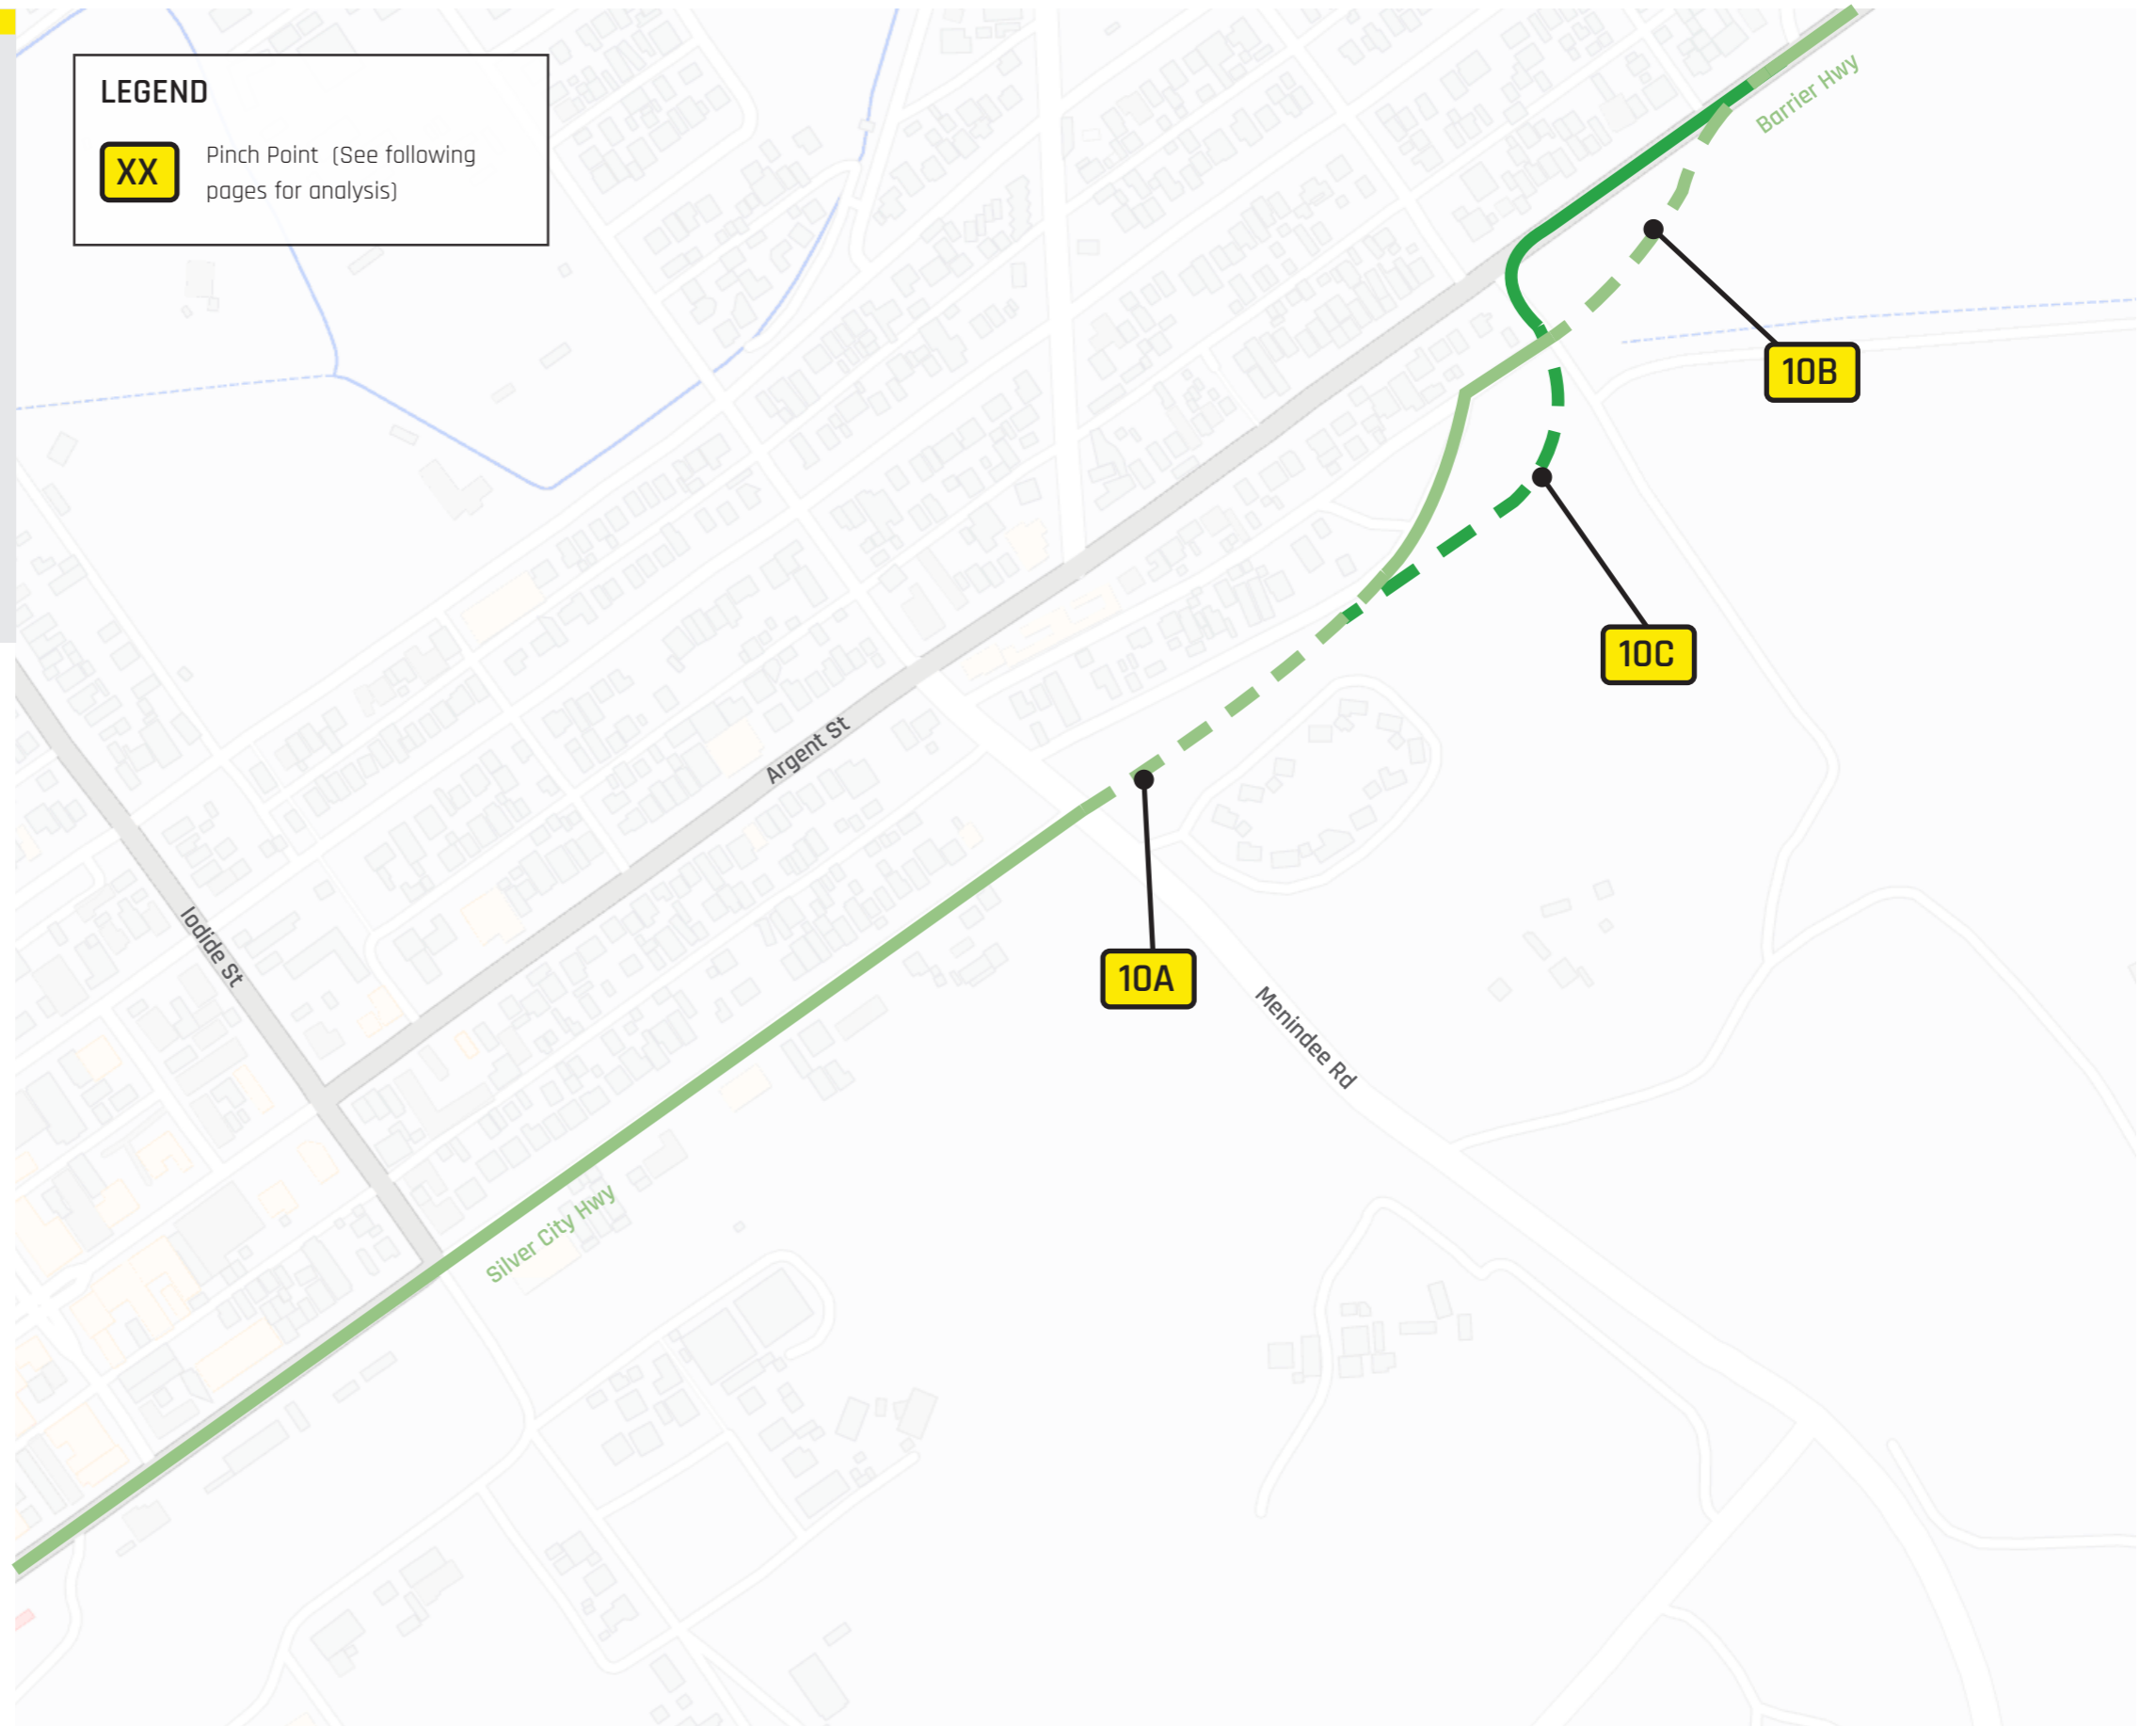 LEGEND
XX
Pinch Point (See following
pages for analysis)
Barrier Hwy
10B
10C
Argent St
Iodide St
10A
Menindee Rd
Silver City Hwy